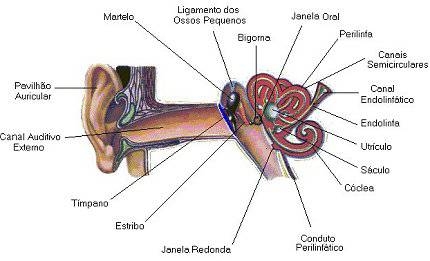 Martelo
Ligamento dos
Ossos Pequenos
Bigorna
Janela Oral
Perilinfa
Canais
Semicirculares
Canal
Endolinfático
Endolinfa
Utrículo
Sáculo
Cóclea
Conduto
Perilinfático
Janela Redonda
Estribo
Tímpano
Canal Auditivo
Externo
Pavilhão
Auricular